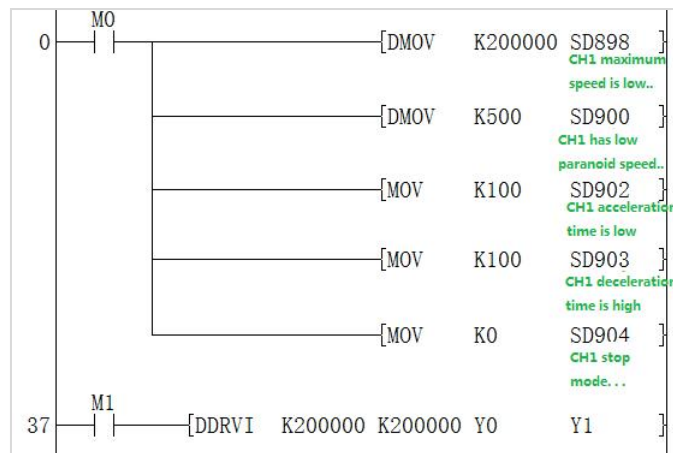 M0
0 [DMOV K200000 SD898 ]
CH1 maximum
speed is low..
[DMOV K500 SD900 ]
CH1 has low
paranoid speed..
[MOV K100 SD902 ]
CH1 acceleration
time is low
[MOV K100 SD903 ]
CH1 deceleration
time is high
[MOV K0 SD904 ]
CH1 stop
mode...
M1
37 [DDRVI K200000 K200000 Y0 Y1 ]